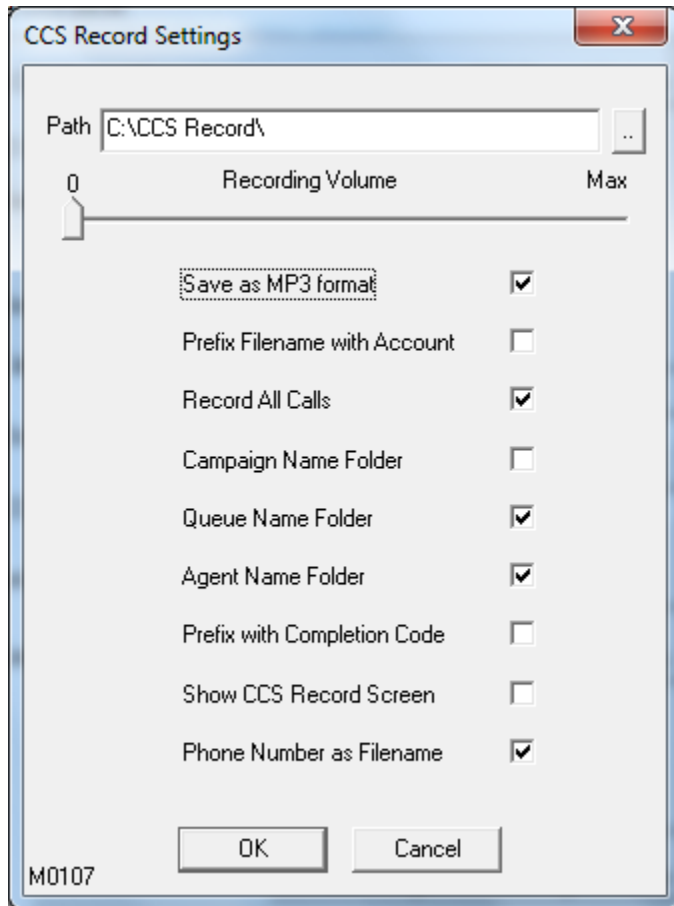 CCS Record Settings
Path C:\CCS Record\ ..
0 Recording Volume Max
Save as MP3 format
Prefix Filename with Account
Record All Calls
Campaign Name Folder
Queue Name Folder
Agent Name Folder
Prefix with Completion Code
Show CCS Record Screen
Phone Number as Filename
OK Cancel
M0107